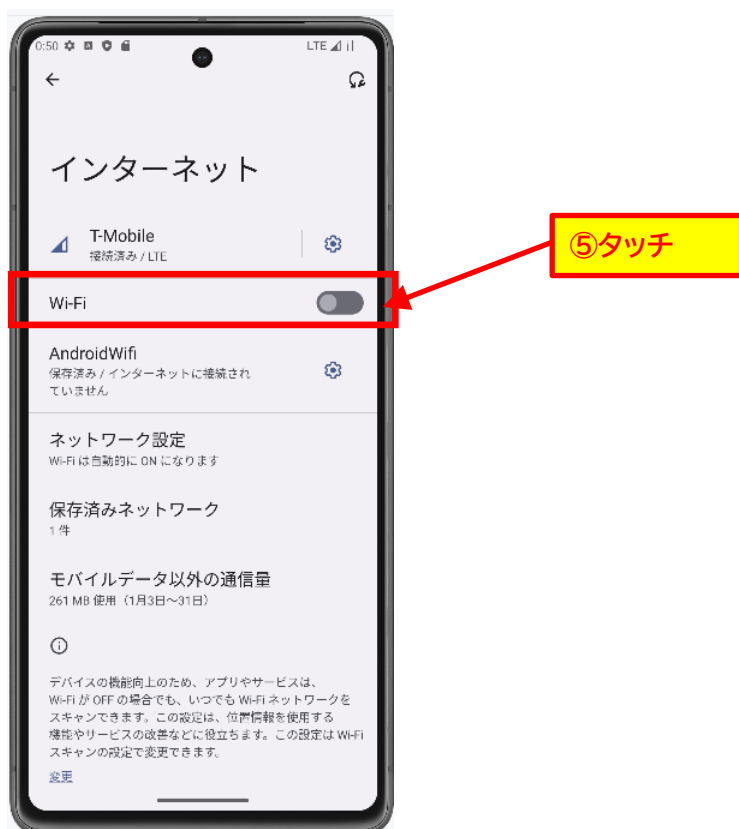 0:50
LTE
インターネット
T-Mobile
接続済み / LTE
⑤タッチ
Wi-Fi
AndroidWifi
保存済み / インターネットに接続され
ていません
ネットワーク設定
Wi-Fi は自動的に ON になります
保存済みネットワーク
1 件
モバイルデータ以外の通信量
261 MB 使用（1月3日～31日）
デバイスの機能向上のため、アプリやサービスは、
Wi-Fi が OFF の場合でも、いつでも Wi-Fi ネットワークを
スキャンできます。この設定は、位置情報を使用する
機能やサービスの改善などに役立ちます。この設定は Wi-Fi
スキャンの設定で変更できます。
変更